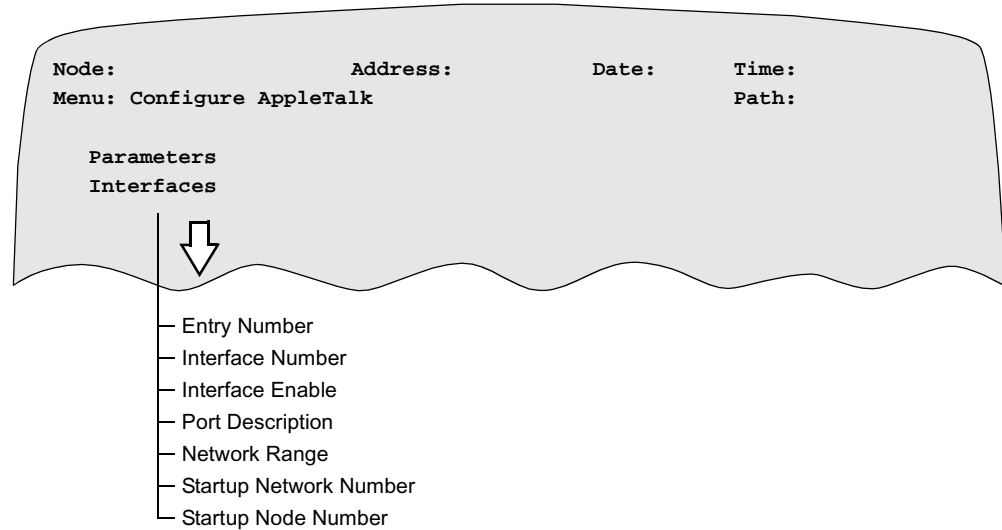 Node: Address: Date: Time:
Menu: Configure AppleTalk Path:
Parameters
Interfaces
Entry Number
Interface Number
Interface Enable
Port Description
Network Range
Startup Network Number
Startup Node Number